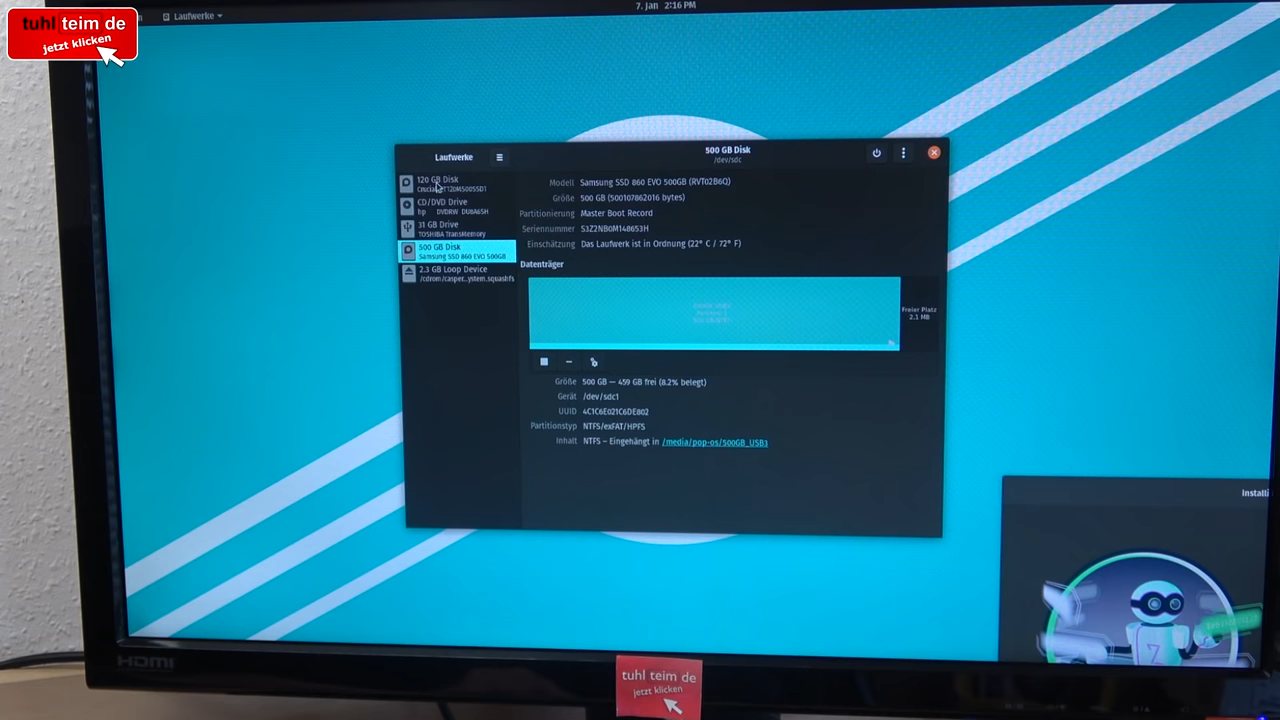 tuhl teim de
jetzt klicken
Laufwerke
7. Jan 2:16 PM
Laufwerke
500 GB Disk
/dev/sdc
120 GB Disk
CD/DVD Drive
hp DVDRW DU8A6SH
31 GB Drive
TOSHIBA TransMemory
500 GB Disk
Samsung SSD 860 EVO 500GB
2.3 GB Loop Device
/cdrom/casper...ystem.squashfs
Modell Samsung SSD 860 EVO 500GB (RVT02B6Q)
Größe 500 GB (500107862016 bytes)
Partitionierung Master Boot Record
Seriennummer S3Z2NB0M148653H
Einschätzung Das Laufwerk ist in Ordnung (22° C / 72° F)
Datenträger
Freier Platz
2.1 MB
Größe 500 GB — 459 GB frei (8.2% belegt)
Gerät /dev/sdc1
UUID 4C1C6E021C6DE802
Partitionstyp NTFS/exFAT/HPFS
Inhalt NTFS – Eingehängt in /media/pop-os/500GB_USB3
HDMI
tuhl teim de
jetzt klicken